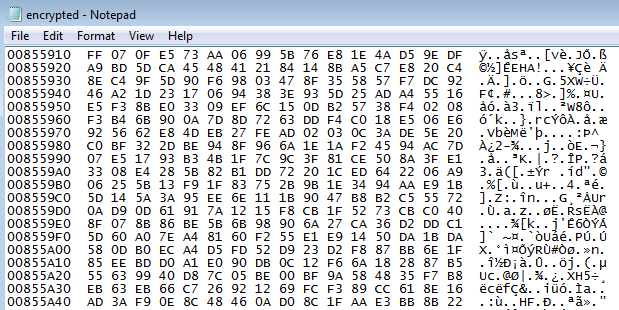 encrypted - Notepad
File Edit Format View Help
00855910 FF 07 0F E5 73 AA 06 99 5B 76 E8 1E 4A D5 9E DF ÿ..åsª..[vè.JÕ.ß
00855920 A9 BD 5D CA 45 48 41 21 84 14 8B A5 C7 E8 20 C4 ©½]ÊEHA!...¥Çè Ä
00855930 8E C4 9F 5D 90 F6 98 03 47 8F 35 58 57 F7 DC 92 .Ä.].ö..G.5XW÷Ü.
00855940 46 A2 1D 23 17 06 94 38 3E 93 5D 25 AD A4 55 16 F¢.#...8>.]%.¤U.
00855950 E5 F3 8B E0 33 09 EF 6C 15 0D B2 57 38 F4 02 08 åó.à3.ïl..²W8ô..
00855960 F3 B4 6B 90 0A 7D 8D 72 63 DD F4 C0 18 E5 06 E6 ó´k..}.rcÝôÀ.å.æ
00855970 92 56 62 E8 4D EB 27 FE AD 02 03 0C 3A DE 5E 20 .VbèMë'þ....:Þ^
00855980 C0 BF 32 2D BE 94 8F 96 6A 1E 1A F2 45 94 AC 7D À¿2-¾...j..òE.¬}
00855990 07 E5 17 93 B3 4B 1F 7C 9C 3F 81 CE 50 8A 3F E1 .å..³K.|.?.ÎP.?á
008559A0 33 08 E4 28 5B 82 B1 DD 72 20 1C ED 64 22 06 A9 3.ä([.±Ýr .íd".©
008559B0 06 25 5B 13 F9 1F 83 75 2B 9B 1E 34 94 AA E9 1B .%[.ù..u+..4.ªé.
008559C0 5D 14 5A 3A 95 EE 6E 11 1B 90 47 B8 B2 C2 55 72 ].Z:.în...G¸²ÂUr
008559D0 0A D9 0D 61 91 7A 12 15 F8 CB 1F 52 73 CB C0 40 .Ù.a.z..øË.RsËÀ@
008559E0 8F 07 8B 86 BE 5B 6B 98 90 6A 27 CA 36 D2 DD C1 ....¾[k..j'Ê6ÒÝÁ
008559F0 5D 60 A0 7E A4 81 60 F2 55 E1 E9 14 50 DA 1B DA ]` ~¤.`òUáé.PÚ.Ú
00855A00 58 0D B0 EC A4 D5 FD 52 D9 23 D2 F8 87 BB 6E 1F X.°ì¤ÕýRÙ#Òø.»n.
00855A10 85 EE BD D0 A1 E0 90 DB 0C 12 F6 6A 18 28 87 B5 .î½Ð¡à.Û..öj.(.µ
00855A20 55 63 99 40 D8 7C 05 BE 00 BF 9A 58 48 35 F7 B8 Uc.@Ø|.¾.¿.XH5÷¸
00855A30 EB 63 EB 66 C7 26 92 12 69 FC F3 89 CC 61 8E 16 ëcëfÇ&..iüó.Ìa..
00855A40 AD 3A F9 0E 8C 48 46 0A D0 8C 1F AA E3 BB 8B 22 .:ù..HF.Ð..ªã»."